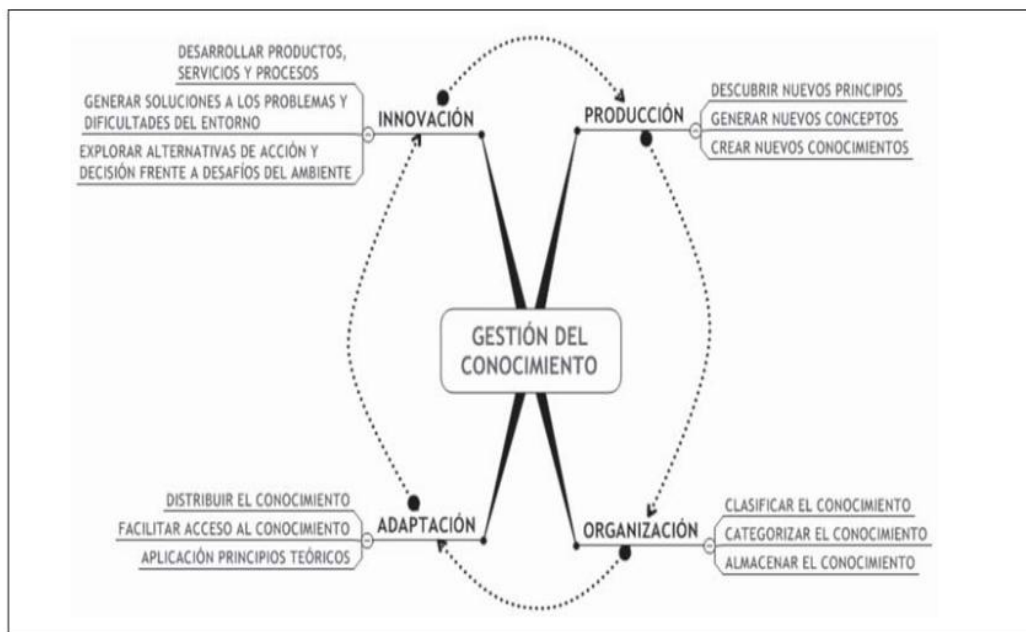 DESARROLLAR PRODUCTOS,
SERVICIOS Y PROCESOS
GENERAR SOLUCIONES A LOS PROBLEMAS Y
DIFICULTADES DEL ENTORNO
EXPLORAR ALTERNATIVAS DE ACCIÓN Y
DECISIÓN FRENTE A DESAFÍOS DEL AMBIENTE
INNOVACIÓN
PRODUCCIÓN
DESCUBRIR NUEVOS PRINCIPIOS
GENERAR NUEVOS CONCEPTOS
CREAR NUEVOS CONOCIMIENTOS
GESTIÓN DEL
CONOCIMIENTO
DISTRIBUIR EL CONOCIMIENTO
FACILITAR ACCESO AL CONOCIMIENTO
APLICACIÓN PRINCIPIOS TEÓRICOS
ADAPTACIÓN
ORGANIZACIÓN
CLASIFICAR EL CONOCIMIENTO
CATEGORIZAR EL CONOCIMIENTO
ALMACENAR EL CONOCIMIENTO